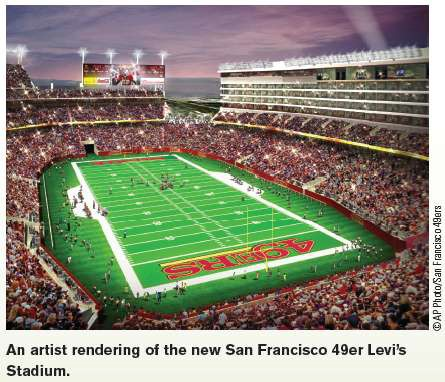 49ERS
© AP Photo/San Francisco 49ers
An artist rendering of the new San Francisco 49er Levi's
Stadium.